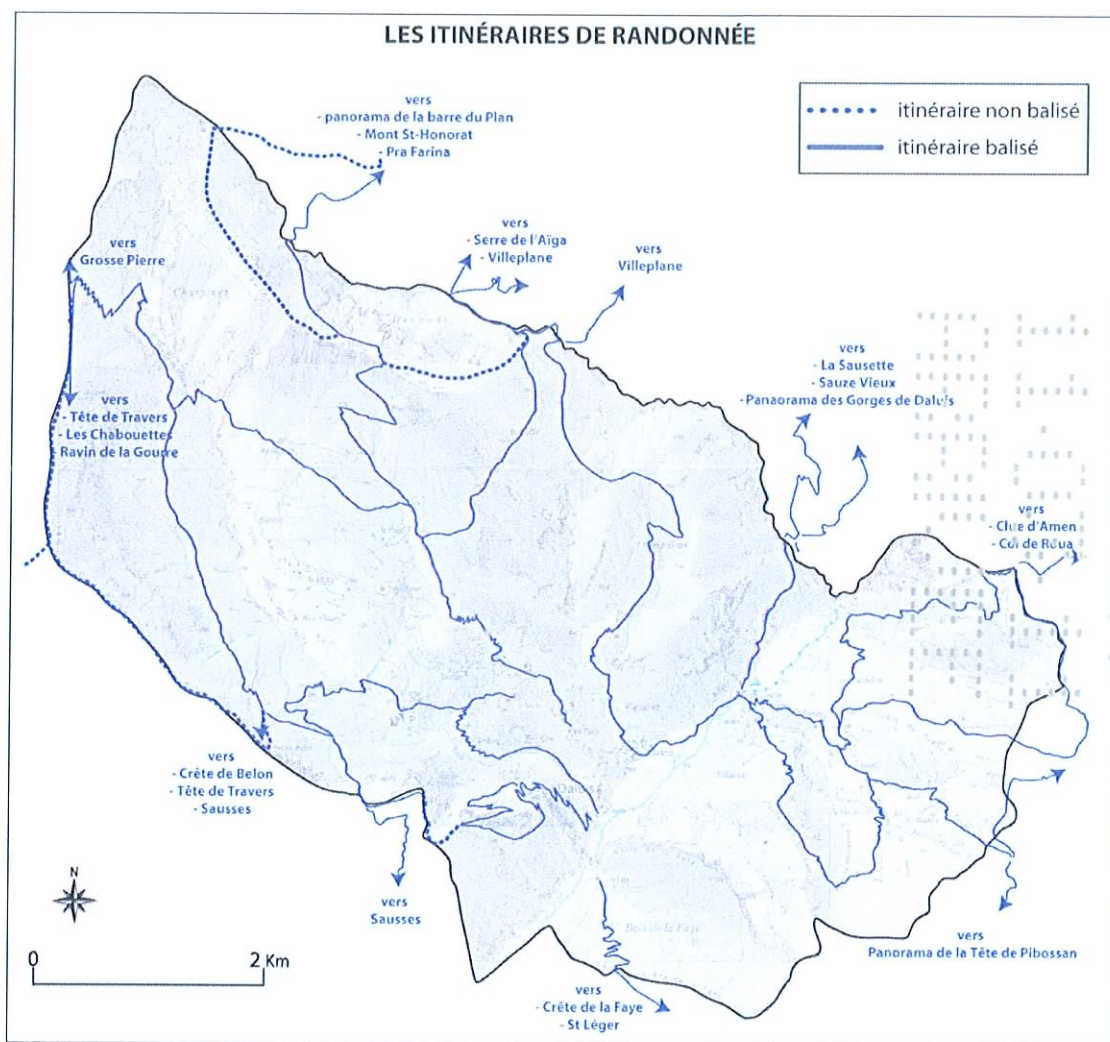 LES ITINÉRAIRES DE RANDONNÉE
itinéraire non balisé
itinéraire balisé
vers
- panorama de la barre du Plan
- Mont St-Honorat
- Pra Farina
vers
- Serre de l'Aïga
- Villeplane
vers
Villeplane
vers
Grosse Pierre
vers
- La Sausette
- Sauze Vieux
- Panaorama des Gorges de Daluis
vers
- Tête de Travers
- Les Chabouettes
- Ravin de la Gourre
vers
- Clue d'Amen
- Col de Roua
vers
- Crête de Belon
- Tête de Travers
- Sausses
vers
Sausses
Bois de la Faye
vers
Panorama de la Tête de Pibossan
vers
- Crête de la Faye
- St Léger
N
0 2 Km